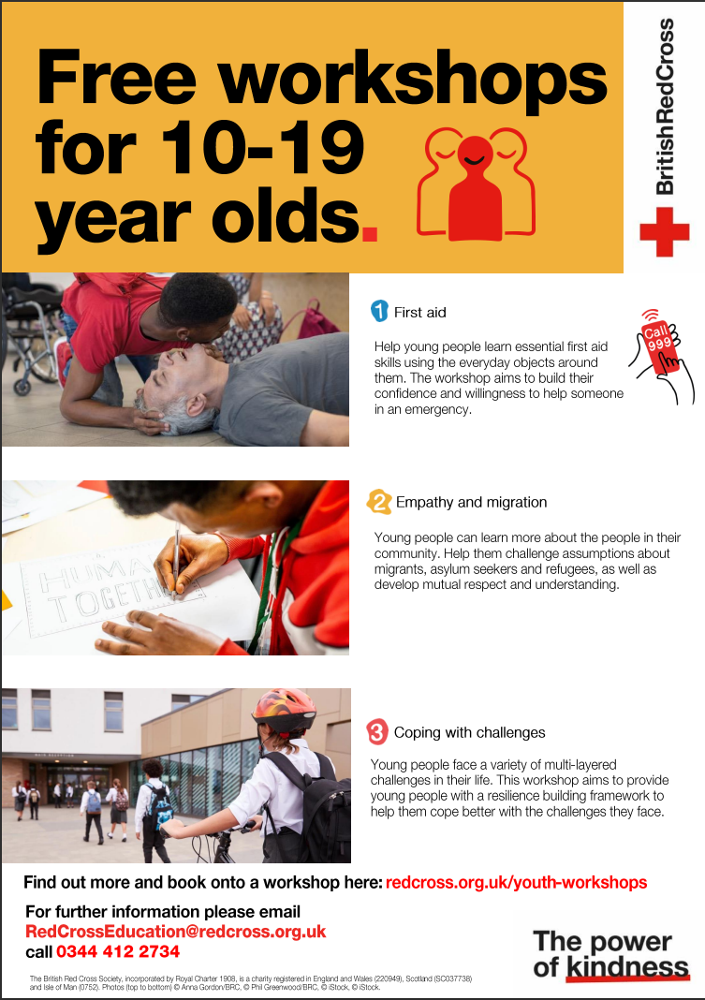 Free workshops
for 10-19
year olds.
BritishRedCross
1 First aid
Help young people learn essential first aid
skills using the everyday objects around
them. The workshop aims to build their
confidence and willingness to help someone
in an emergency.
Call
999
2 Empathy and migration
Young people can learn more about the people in their
community. Help them challenge assumptions about
migrants, asylum seekers and refugees, as well as
develop mutual respect and understanding.
HUMA
TOGETH
3 Coping with challenges
Young people face a variety of multi-layered
challenges in their life. This workshop aims to provide
young people with a resilience building framework to
help them cope better with the challenges they face.
MAIN RECEPTION
Find out more and book onto a workshop here: redcross.org.uk/youth-workshops
For further information please email
RedCrossEducation@redcross.org.uk
call 0344 412 2734
The power
of kindness
The British Red Cross Society, incorporated by Royal Charter 1908, is a charity registered in England and Wales (220949), Scotland (SC037738)
and Isle of Man (0752). Photos (top to bottom) © Anna Gordon/BRC, © Phil Greenwood/BRC, © iStock, © iStock.